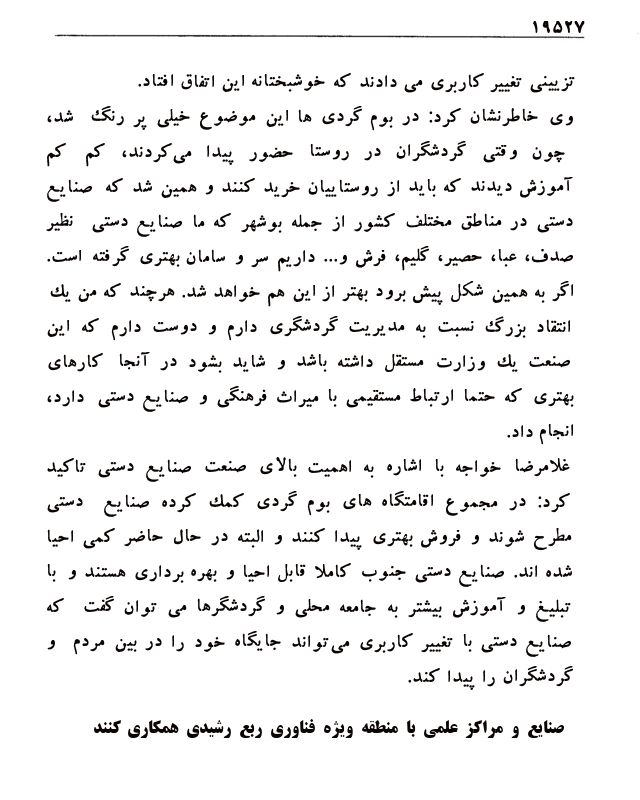 ۱۹۵۲۷
تزیینی تغییر کاربری می دادند که خوشبختانه این اتفاق افتاد.
وی خاطرنشان کرد: در بوم گردی ها این موضوع خیلی پر رنگ شد،
چون وقتی گردشگران در روستا حضور پیدا می‌کردند، کم کم
آموزش دیدند که باید از روستاییان خرید کنند و همین شد که صنایع
دستی در مناطق مختلف کشور از جمله بوشهر که ما صنایع دستی نظیر
صدف، عبا، حصیر، گلیم، فرش و... داریم سر و سامان بهتری گرفته است.
اگر به همین شکل پیش برود بهتر از این هم خواهد شد. هرچند که من یك
انتقاد بزرگ نسبت به مدیریت گردشگری دارم و دوست دارم که این
صنعت یك وزارت مستقل داشته باشد و شاید بشود در آنجا کارهای
بهتری که حتما ارتباط مستقیمی با میراث فرهنگی و صنایع دستی دارد،
انجام داد.
غلامرضا خواجه با اشاره به اهمیت بالای صنعت صنایع دستی تاکید
کرد: در مجموع اقامتگاه های بوم گردی کمك کرده صنایع دستی
مطرح شوند و فروش بهتری پیدا کنند و البته در حال حاضر کمی احیا
شده اند. صنایع دستی جنوب کاملا قابل احیا و بهره برداری هستند و با
تبلیغ و آموزش بیشتر به جامعه محلی و گردشگرها می توان گفت که
صنایع دستی با تغییر کاربری می‌تواند جایگاه خود را در بین مردم و
گردشگران را پیدا کند.
صنایع و مراکز علمی با منطقه ویژه فناوری ربع رشیدی همکاری کنند